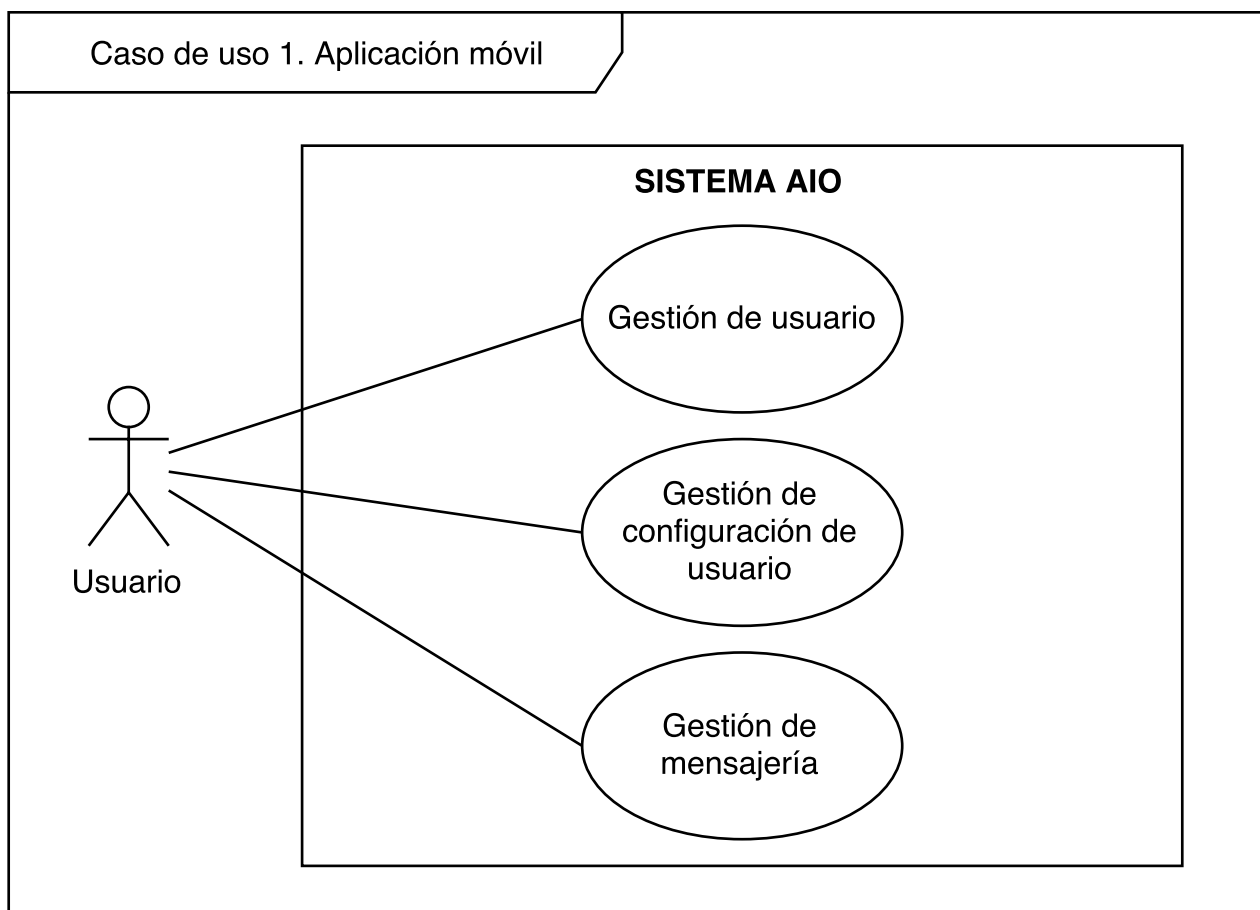 Caso de uso 1. Aplicación móvil
SISTEMA AIO
Gestión de usuario
Gestión de
configuración de
usuario
Usuario
Gestión de
mensajería